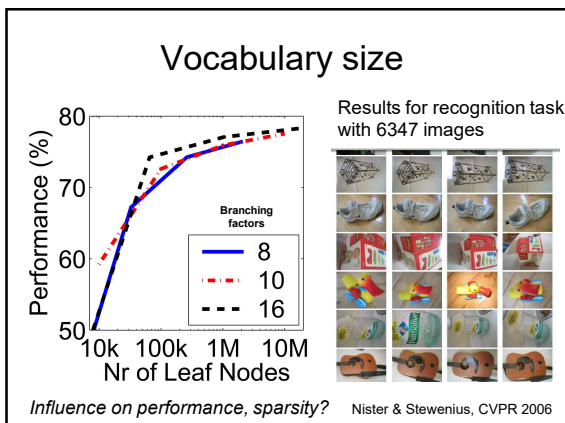 Vocabulary size
Results for recognition task
with 6347 images
Performance (%)
80
70
60
50
Branching
factors
8
10
16
10k 100k 1M 10M
Nr of Leaf Nodes
Influence on performance, sparsity?
Nister & Stewenius, CVPR 2006